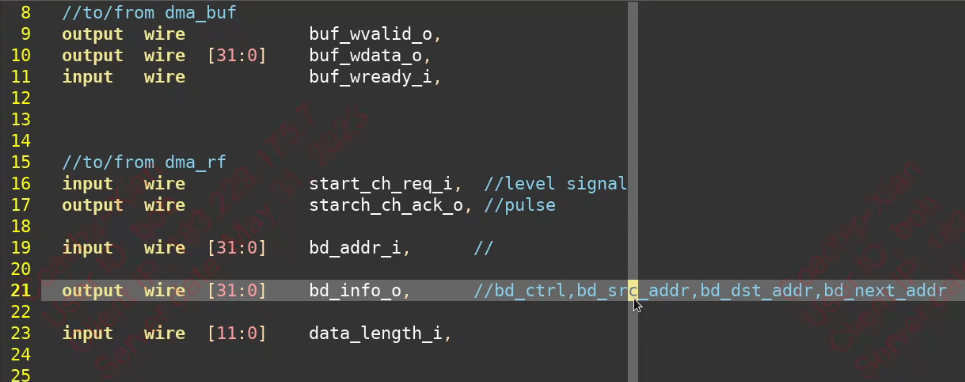 8 //to/from dma_buf
9 output wire buf_wvalid_o,
10 output wire [31:0] buf_wdata_o,
11 input wire buf_wready_i,
12
13
14
15 //to/from dma_rf
16 input wire start_ch_req_i, //level signal
17 output wire starch_ch_ack_o, //pulse
18
19 input wire [31:0] bd_addr_i, //
20
21 output wire [31:0] bd_info_o, //bd_ctrl,bd_src_addr,bd_dst_addr,bd_next_addr
22
23 input wire [11:0] data_length_i,
24
25